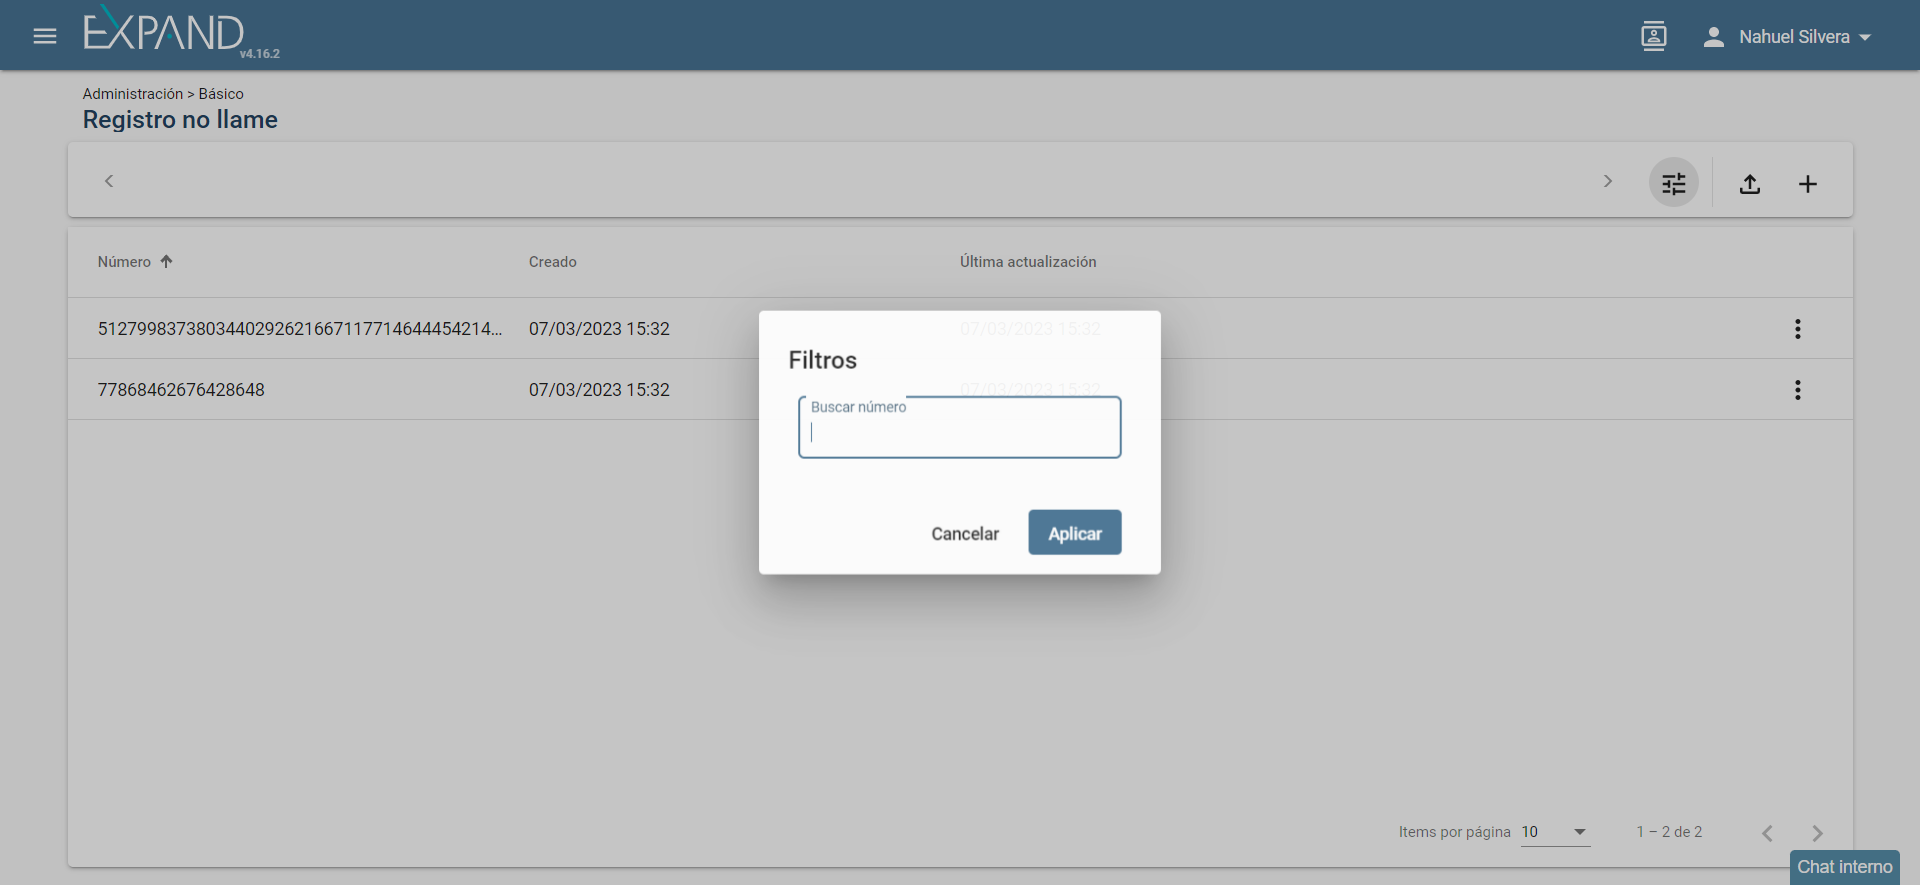 EXPAND
v4.16.2
Nahuel Silvera
Administración > Básico
Registro no llame
Número Creado Última actualización
512799837380344029262166711771464445421​4... 07/03/2023 15:32 07/03/2023 15:32
77868462676428648 07/03/2023 15:32 07/03/2023 15:32
Filtros
Buscar número
Cancelar Aplicar
Items por página 10 1 – 2 de 2
Chat interno